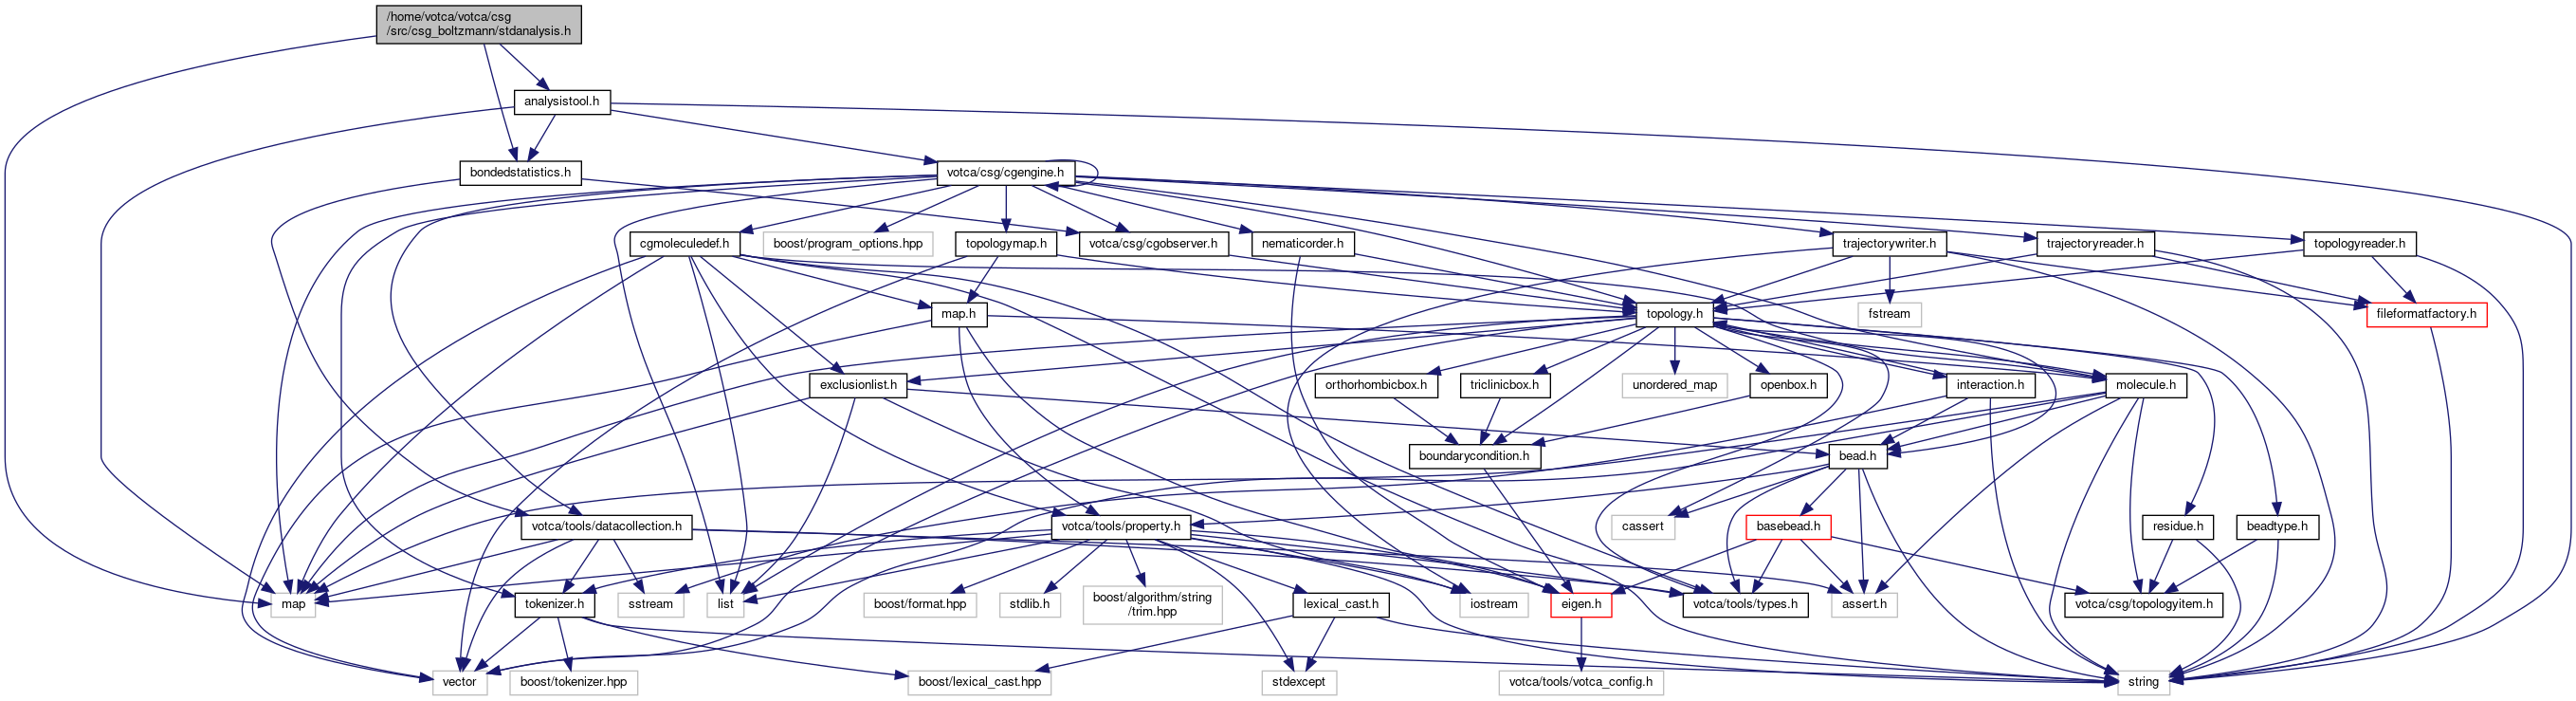 /home/votca/votca/csg
/src/csg_boltzmann/stdanalysis.h
analysistool.h
bondedstatistics.h
votca/csg/cgengine.h
cgmoleculedef.h
boost/program_options.hpp
topologymap.h
votca/csg/cgobserver.h
nematicorder.h
trajectorywriter.h
trajectoryreader.h
topologyreader.h
map.h
topology.h
fstream
fileformatfactory.h
exclusionlist.h
orthorhombicbox.h
triclinicbox.h
unordered_map
openbox.h
interaction.h
molecule.h
boundarycondition.h
bead.h
votca/tools/datacollection.h
votca/tools/property.h
cassert
basebead.h
residue.h
beadtype.h
map
tokenizer.h
sstream
list
boost/format.hpp
stdlib.h
boost/algorithm/string
/trim.hpp
lexical_cast.h
iostream
eigen.h
votca/tools/types.h
assert.h
votca/csg/topologyitem.h
vector
boost/tokenizer.hpp
boost/lexical_cast.hpp
stdexcept
votca/tools/votca_config.h
string